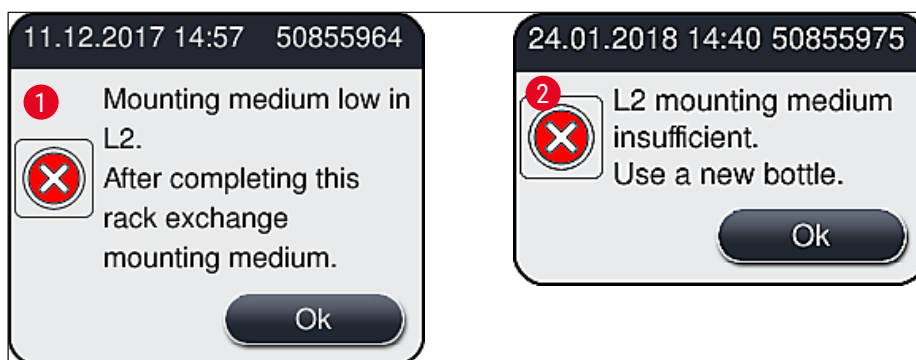 11.12.2017 14:57 50855964
1
Mounting medium low in
L2.
After completing this
rack exchange
mounting medium.
Ok
24.01.2018 14:40 50855975
2
L2 mounting medium
insufficient.
Use a new bottle.
Ok